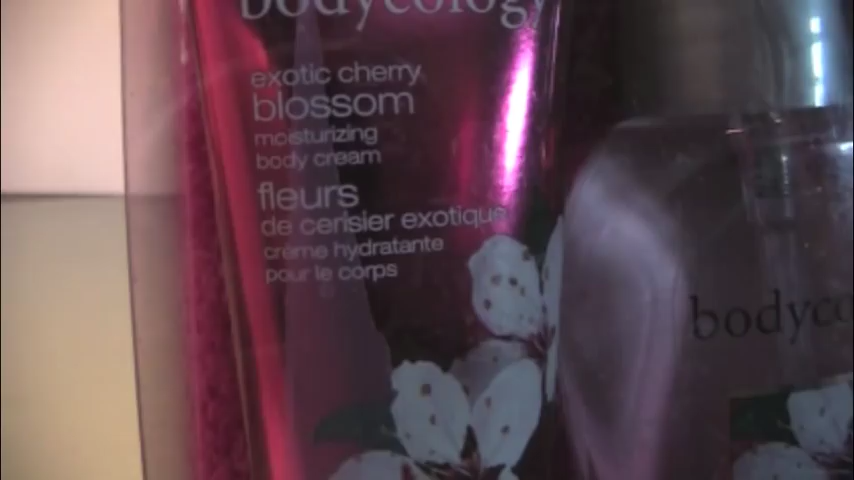 bodycology
exotic cherry
blossom
moisturizing
body cream
fleurs
de cerisier exotique
crème hydratante
pour le corps
bodyco